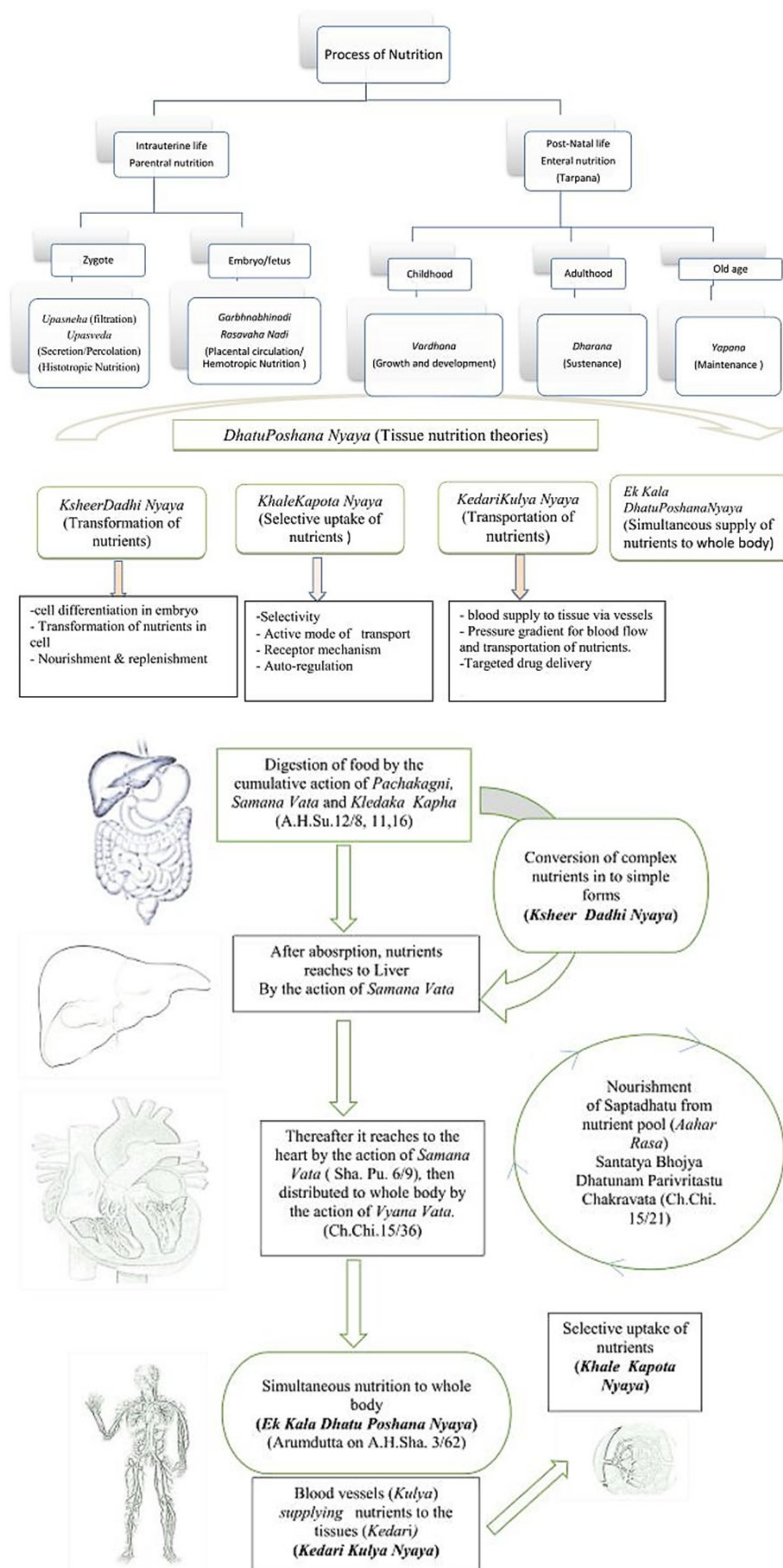 Process of Nutrition
Intrauterine life
Parentral nutrition
Post-Natal life
Enteral nutrition
(Tarpana)
Zygote
Embryo/fetus
Childhood
Adulthood
Old age
Upasneha (filtration)
Upasveda
(Secretion/Percolation)
(Histotropic Nutrition)
Garbhnabhinadi
Rasavaha Nadi
(Placental circulation/
Hemotropic Nutrition )
Vardhana
(Growth and development)
Dharana
(Sustenance)
Yapana
(Maintenance )
DhatuPoshana Nyaya (Tissue nutrition theories)
KsheerDadhi Nyaya
(Transformation of
nutrients)
KhaleKapota Nyaya
(Selective uptake of
nutrients )
KedariKulya Nyaya
(Transportation of
nutrients)
Ek Kala
DhatuPoshanaNyaya
(Simultaneous supply of
nutrients to whole body)
-cell differentiation in embryo
- Transformation of nutrients in
cell
- Nourishment & replenishment
-Selectivity
- Active mode of transport
- Receptor mechanism
- Auto-regulation
- blood supply to tissue via vessels
- Pressure gradient for blood flow
and transportation of nutrients.
-Targeted drug delivery
Digestion of food by the
cumulative action of Pachakagni,
Samana Vata and Kledaka Kapha
(A.H.Su.12/8, 11,16)
Conversion of complex
nutrients in to simple
forms
(Ksheer Dadhi Nyaya)
After abosrption, nutrients
reaches to Liver
By the action of Samana Vata
Thereafter it reaches to the
heart by the action of Samana
Vata ( Sha. Pu. 6/9), then
distributed to whole body by
the action of Vyana Vata.
(Ch.Chi.15/36)
Nourishment
of Saptadhatu from
nutrient pool (Aahar
Rasa)
Santatya Bhojya
Dhatunam Parivritastu
Chakravata (Ch.Chi.
15/21)
Simultaneous nutrition to whole
body
(Ek Kala Dhatu Poshana Nyaya)
(Arumdutta on A.H.Sha. 3/62)
Selective uptake of
nutrients
(Khale Kapota
Nyaya)
Blood vessels (Kulya)
supplying nutrients to the
tissues (Kedari)
(Kedari Kulya Nyaya)